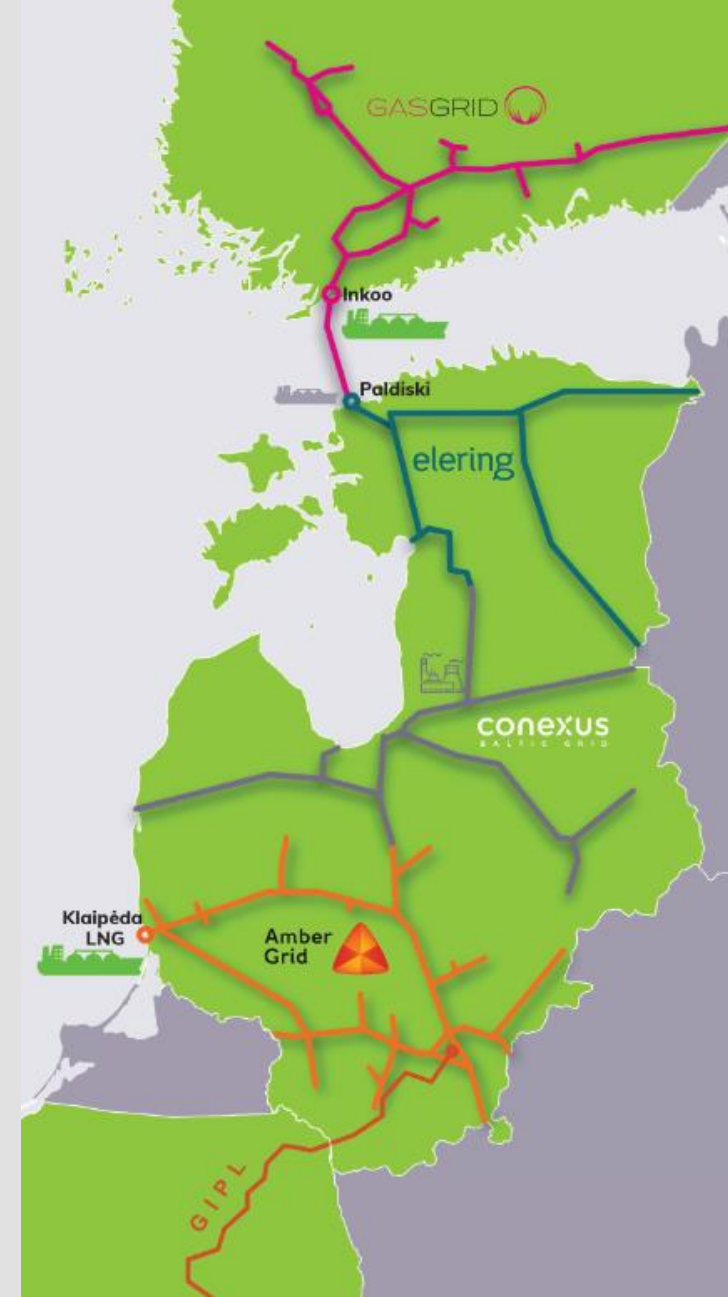 GASGRID
Inkoo
Paldiski
elering
conexus
BALTIC GRID
Klaipėda
LNG
Amber
Grid
GIPL